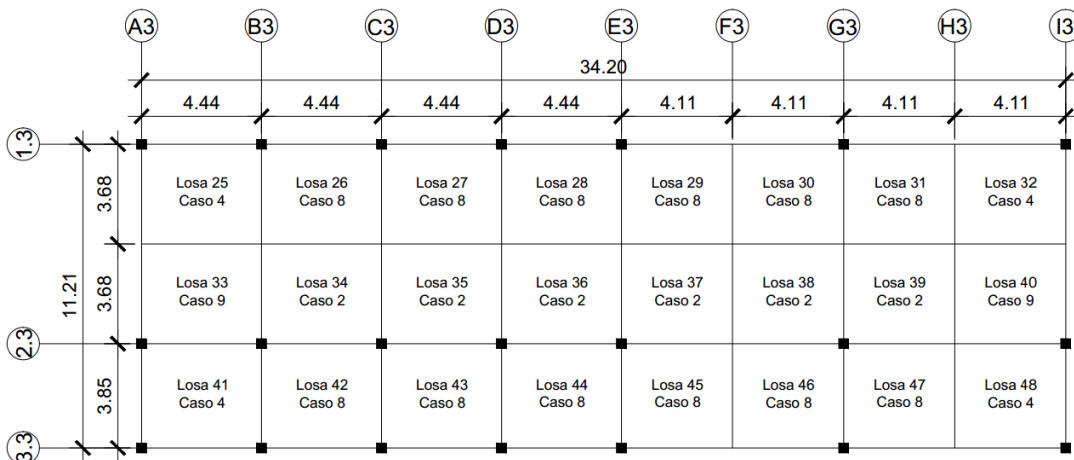 A3 B3 C3 D3 E3 F3 G3 H3 I3
34.20
4.44 4.44 4.44 4.44 4.11 4.11 4.11 4.11
1.3
3.68
Losa 25 Losa 26 Losa 27 Losa 28 Losa 29 Losa 30 Losa 31 Losa 32
Caso 4 Caso 8 Caso 8 Caso 8 Caso 8 Caso 8 Caso 8 Caso 4
11.21
3.68
Losa 33 Losa 34 Losa 35 Losa 36 Losa 37 Losa 38 Losa 39 Losa 40
Caso 9 Caso 2 Caso 2 Caso 2 Caso 2 Caso 2 Caso 2 Caso 9
2.3
3.85
Losa 41 Losa 42 Losa 43 Losa 44 Losa 45 Losa 46 Losa 47 Losa 48
Caso 4 Caso 8 Caso 8 Caso 8 Caso 8 Caso 8 Caso 8 Caso 4
3.3